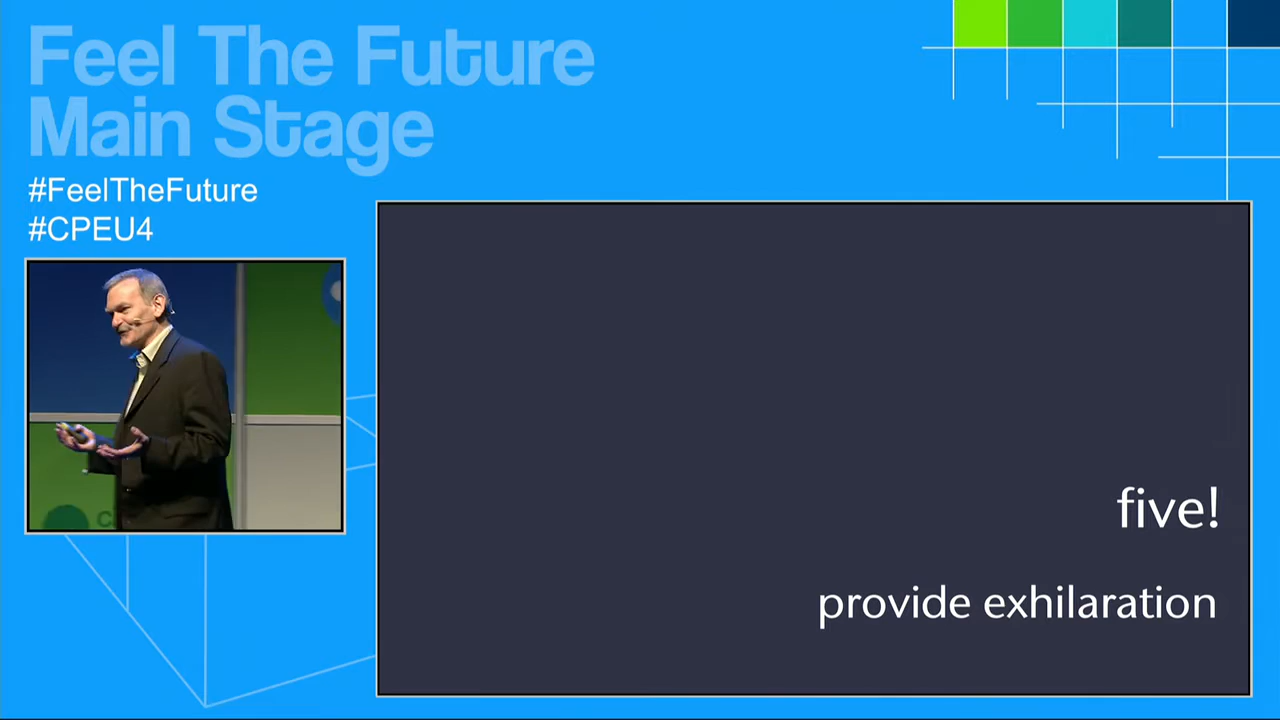 Feel The Future
Main Stage
#FeelTheFuture
#CPEU4
five!
provide exhilaration